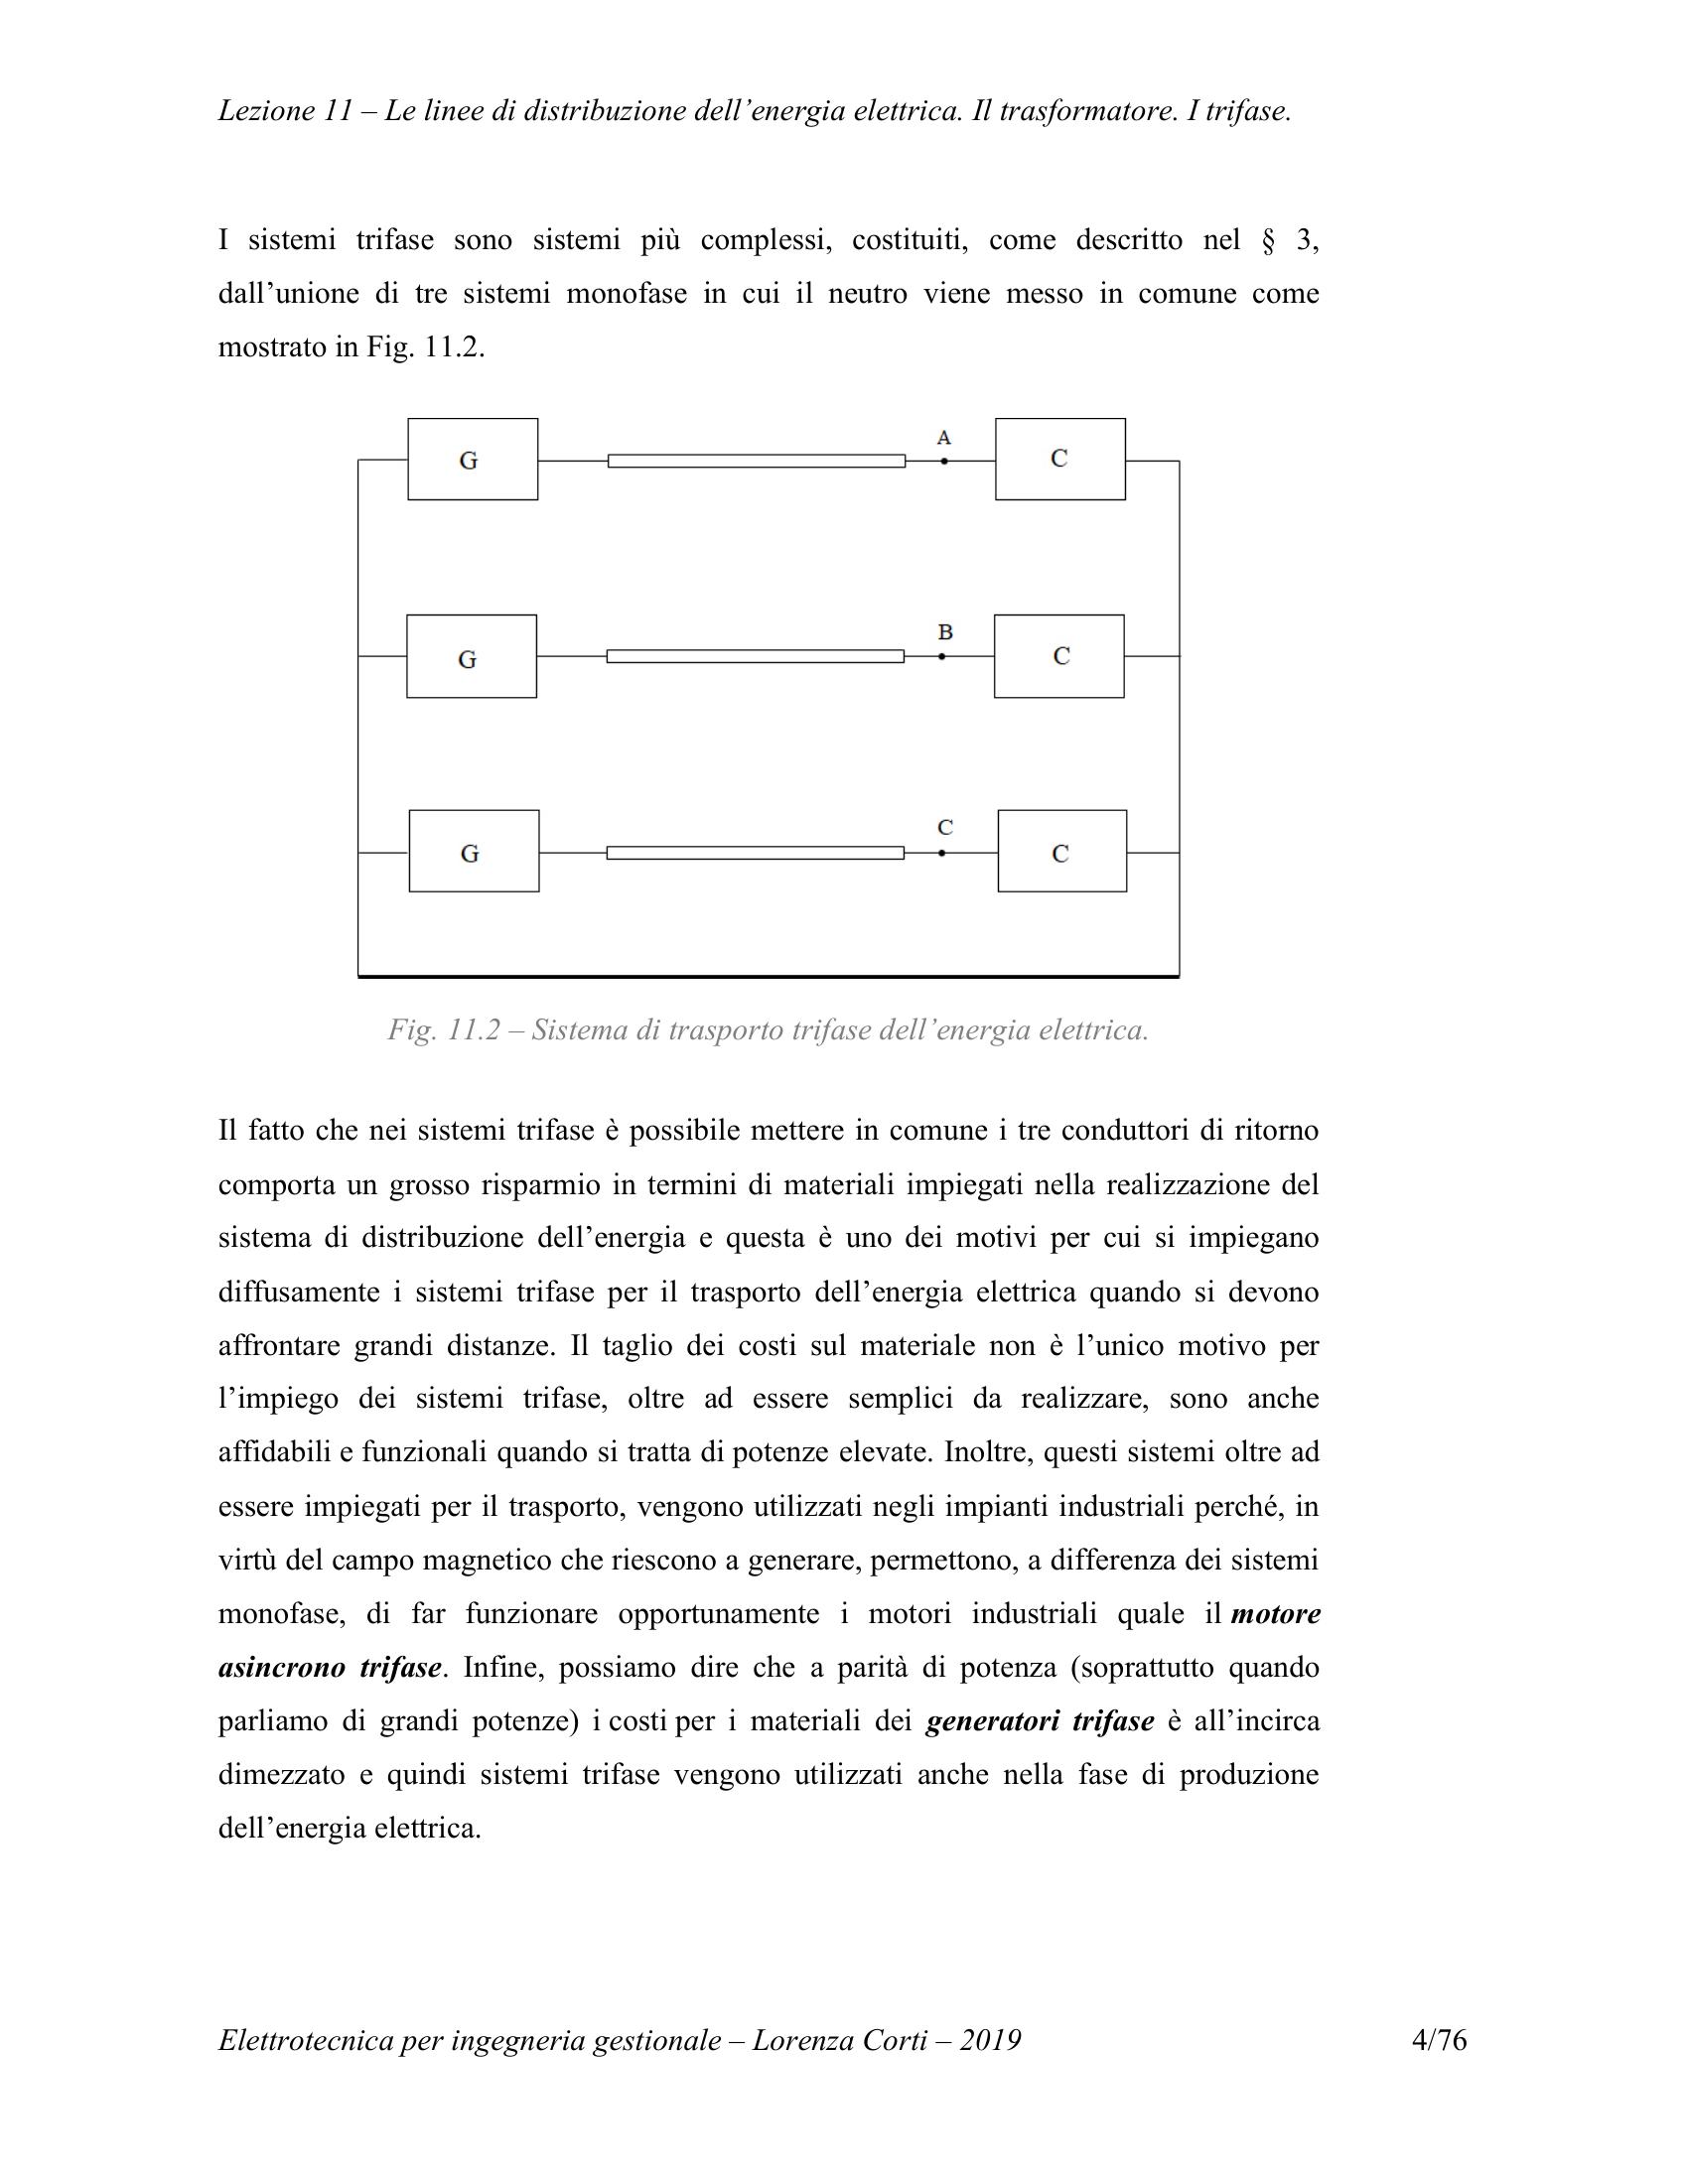 Lezione 11 – Le linee di distribuzione dell’energia elettrica. Il trasformatore. I trifase.
I sistemi trifase sono sistemi più complessi, costituiti, come descritto nel § 3,
dall’unione di tre sistemi monofase in cui il neutro viene messo in comune come
mostrato in Fig. 11.2.
G
A
C
G
B
C
G
C
C
Fig. 11.2 – Sistema di trasporto trifase dell’energia elettrica.
Il fatto che nei sistemi trifase è possibile mettere in comune i tre conduttori di ritorno
comporta un grosso risparmio in termini di materiali impiegati nella realizzazione del
sistema di distribuzione dell’energia e questa è uno dei motivi per cui si impiegano
diffusamente i sistemi trifase per il trasporto dell’energia elettrica quando si devono
affrontare grandi distanze. Il taglio dei costi sul materiale non è l’unico motivo per
l’impiego dei sistemi trifase, oltre ad essere semplici da realizzare, sono anche
affidabili e funzionali quando si tratta di potenze elevate. Inoltre, questi sistemi oltre ad
essere impiegati per il trasporto, vengono utilizzati negli impianti industriali perché, in
virtù del campo magnetico che riescono a generare, permettono, a differenza dei sistemi
monofase, di far funzionare opportunamente i motori industriali quale il motore
asincrono trifase. Infine, possiamo dire che a parità di potenza (soprattutto quando
parliamo di grandi potenze) i costi per i materiali dei generatori trifase è all’incirca
dimezzato e quindi sistemi trifase vengono utilizzati anche nella fase di produzione
dell’energia elettrica.
Elettrotecnica per ingegneria gestionale – Lorenza Corti – 2019 4/76